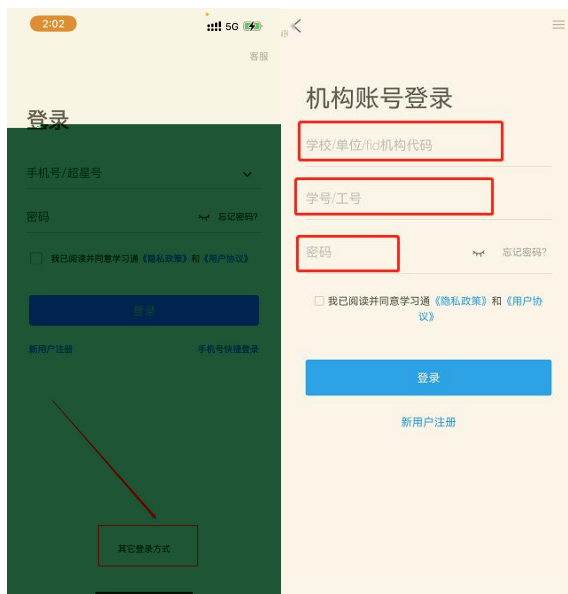 2:02
5G
客服
登录
手机号/超星号
密码
忘记密码?
我已阅读并同意学习通《隐私政策》和《用户协议》
登录
新用户注册
手机号快捷登录
其它登录方式
机构账号登录
学校/单位/fid机构代码
学号/工号
密码
忘记密码?
我已阅读并同意学习通《隐私政策》和《用户协
议》
登录
新用户注册